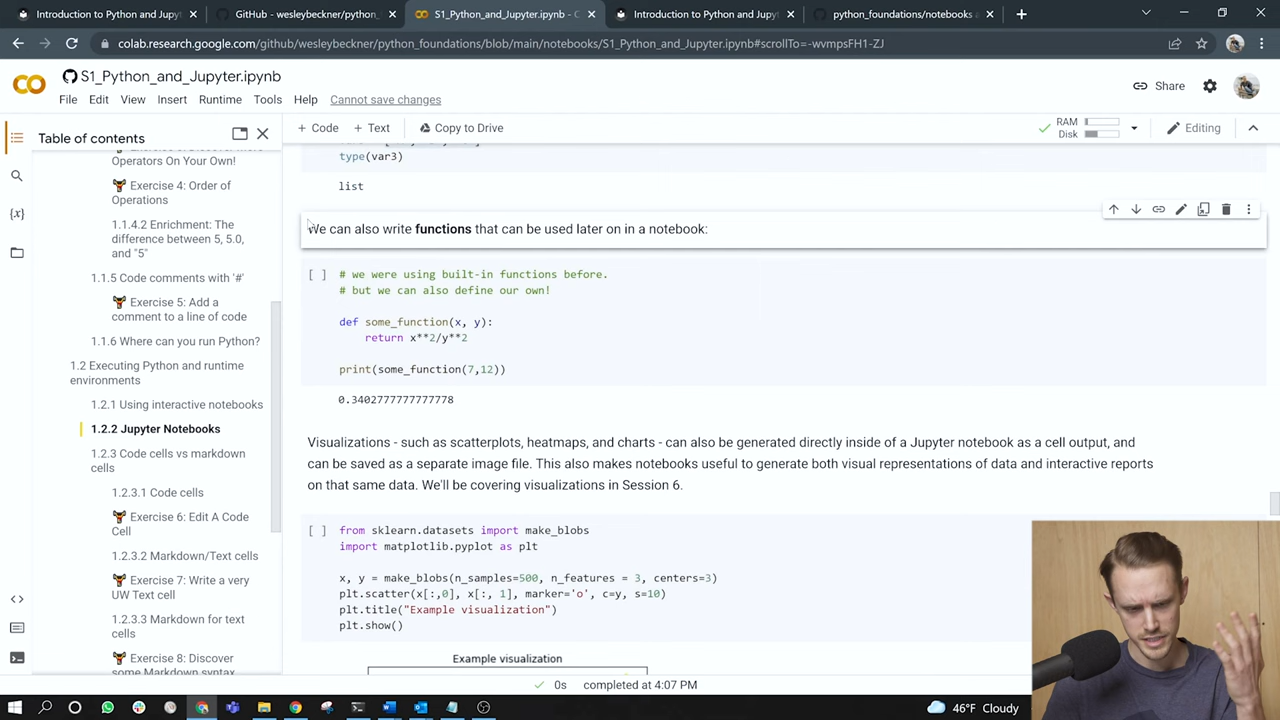 Introduction to Python and Jupyt
GitHub - wesleybeckner/python_
S1_Python_and_Jupyter.ipynb - C
Introduction to Python and Jupyt
python_foundations/notebooks a
colab.research.google.com/github/wesleybeckner/python_foundations/blob/main/notebooks/S1_Python_and_Jupyter.ipynb#scrollTo=-wvmpsFH1-ZJ
S1_Python_and_Jupyter.ipynb
File Edit View Insert Runtime Tools Help Cannot save changes
Share
Table of contents
+ Code + Text Copy to Drive
RAM
Disk
Editing
Operators On Your Own!
Exercise 4: Order of
Operations
1.1.4.2 Enrichment: The
difference between 5, 5.0,
and "5"
1.1.5 Code comments with '#'
Exercise 5: Add a
comment to a line of code
1.1.6 Where can you run Python?
1.2 Executing Python and runtime
environments
1.2.1 Using interactive notebooks
1.2.2 Jupyter Notebooks
1.2.3 Code cells vs markdown
cells
1.2.3.1 Code cells
Exercise 6: Edit A Code
Cell
1.2.3.2 Markdown/Text cells
Exercise 7: Write a very
UW Text cell
1.2.3.3 Markdown for text
cells
Exercise 8: Discover
some Markdown syntax
type(var3)
list
We can also write functions that can be used later on in a notebook:
[ ] # we were using built-in functions before.
# but we can also define our own!
def some_function(x, y):
return x**2/y**2
print(some_function(7,12))
0.3402777777777778
Visualizations - such as scatterplots, heatmaps, and charts - can also be generated directly inside of a Jupyter notebook as a cell output, and
can be saved as a separate image file. This also makes notebooks useful to generate both visual representations of data and interactive reports
on that same data. We'll be covering visualizations in Session 6.
[ ] from sklearn.datasets import make_blobs
import matplotlib.pyplot as plt
x, y = make_blobs(n_samples=500, n_features = 3, centers=3)
plt.scatter(x[:,0], x[:, 1], marker='o', c=y, s=10)
plt.title("Example visualization")
plt.show()
Example visualization
0s completed at 4:07 PM
46°F Cloudy